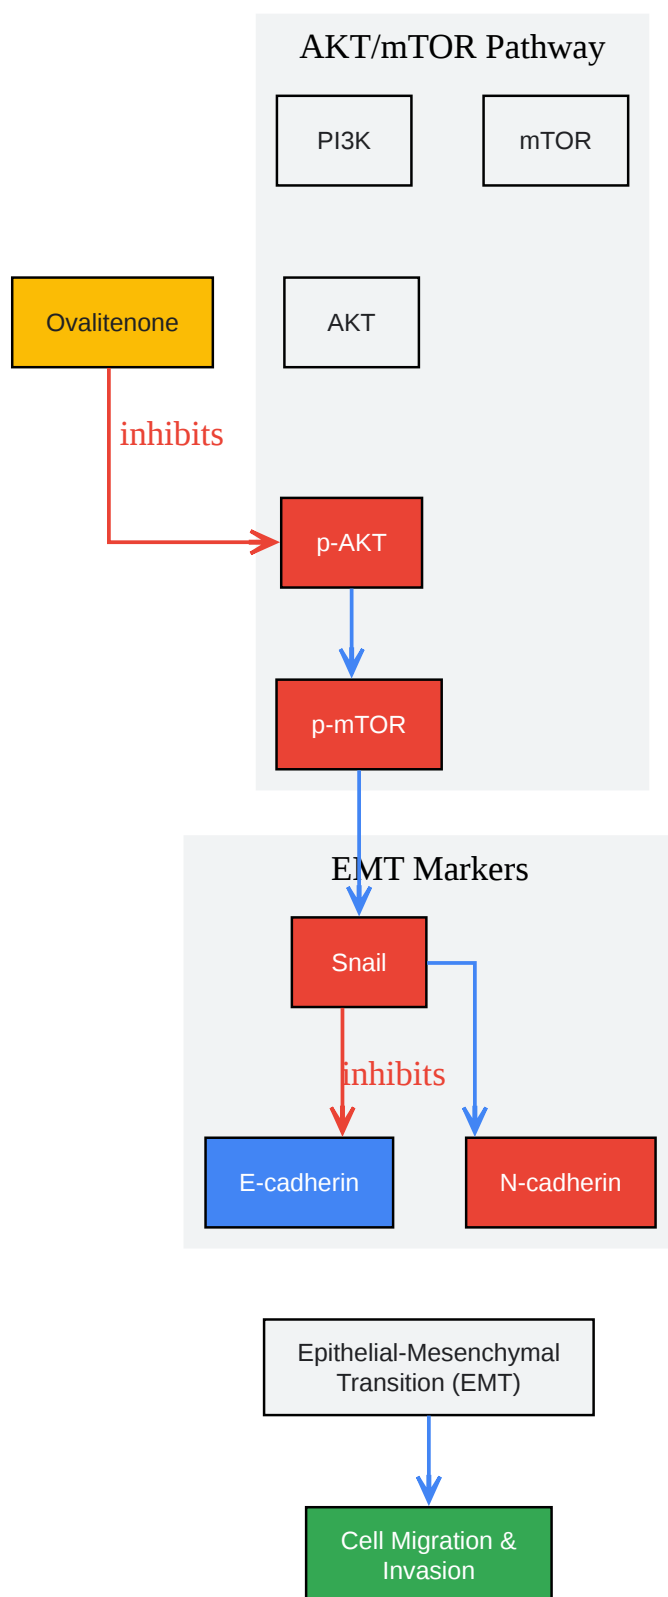 AKT/mTOR Pathway
PI3K
mTOR
Ovalitenone
AKT
inhibits
p-AKT
p-mTOR
EMT Markers
Snail
inhibits
E-cadherin
N-cadherin
Epithelial-Mesenchymal
Transition (EMT)
Cell Migration &
Invasion